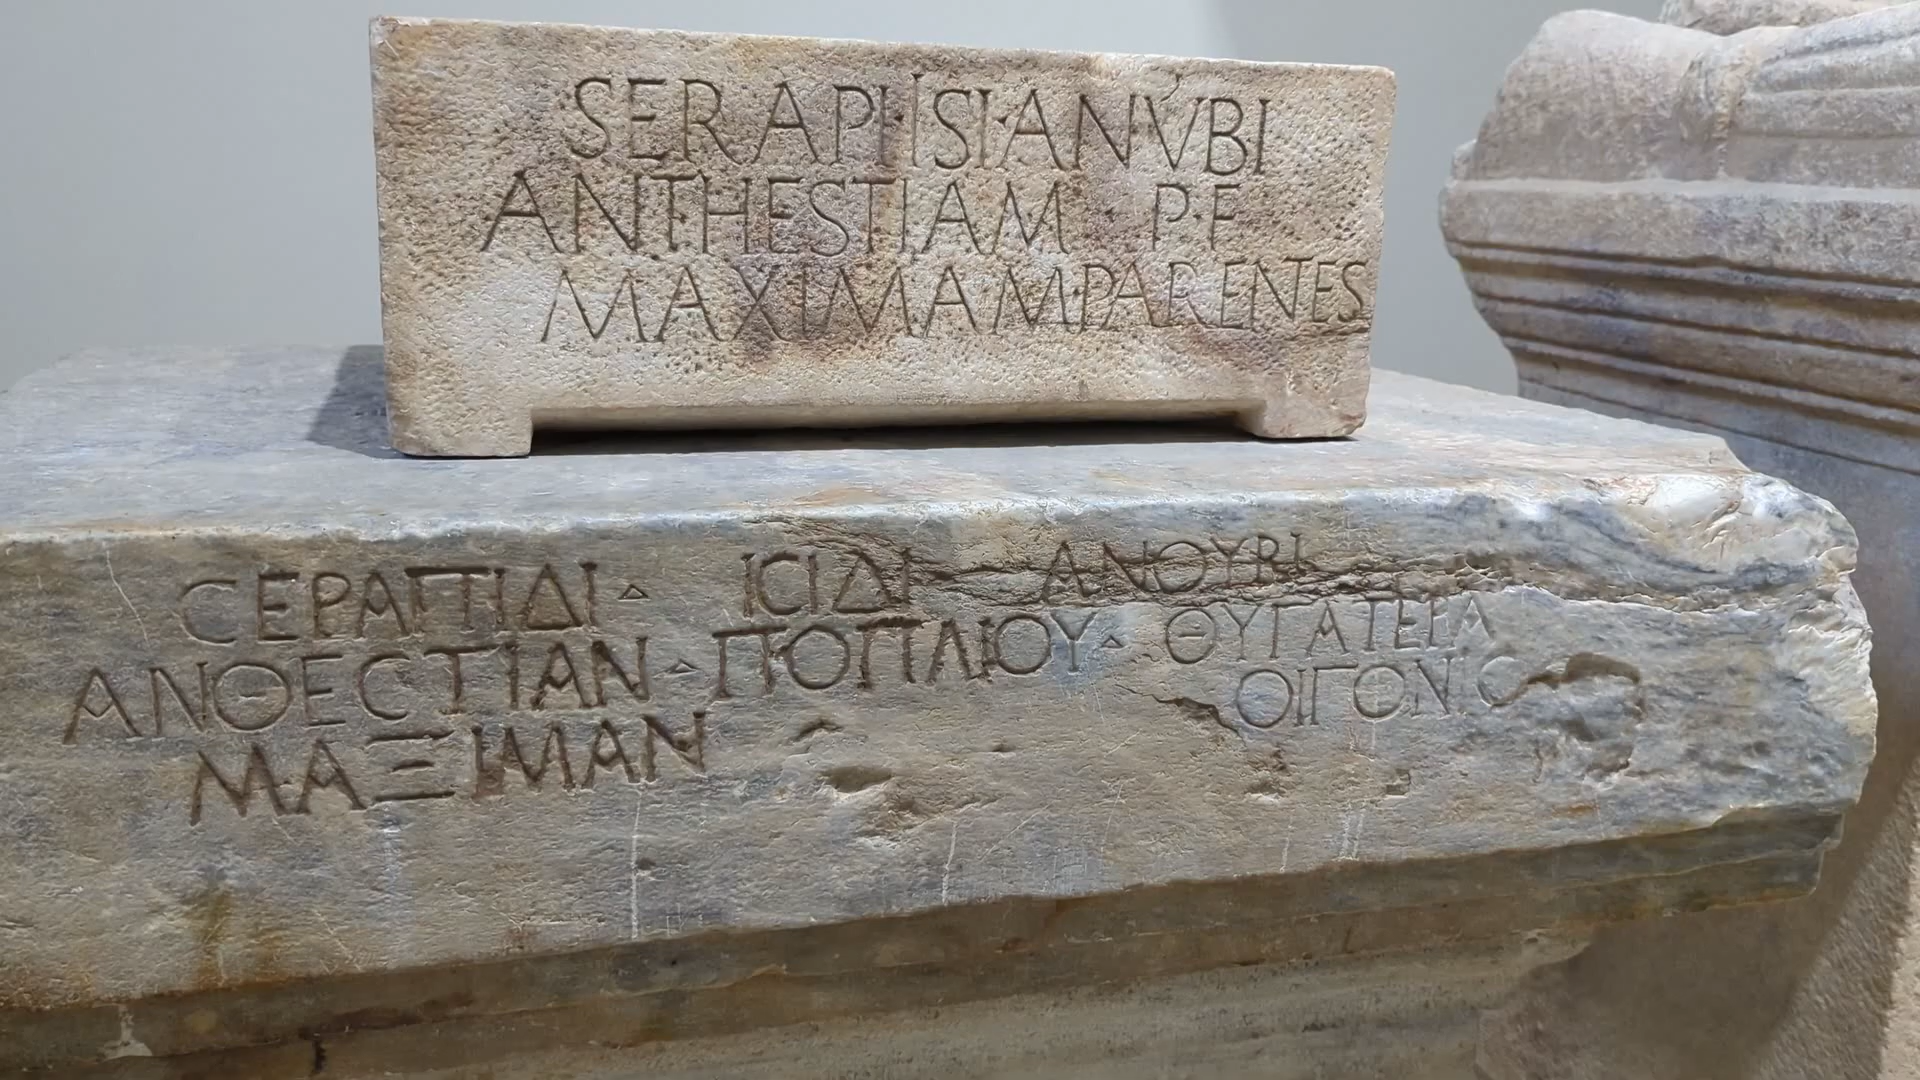 SERAPI·ISI·ANVBI
ANTHESTIAM P·F
MAXIMAM·PARENTES
ϹΕΡΑΠΙΔΙ ▵ ΙϹΙΔΙ ΑΝΟΥΒΙ
ΑΝΘΕϹΤΙΑΝ ▵ ΠΟΠΛΙΟΥ ▵ ΘΥΓΑΤΕΡΑ
ΜΑΞΙΜΑΝ ΟΙ ΓΟΝΙϹ